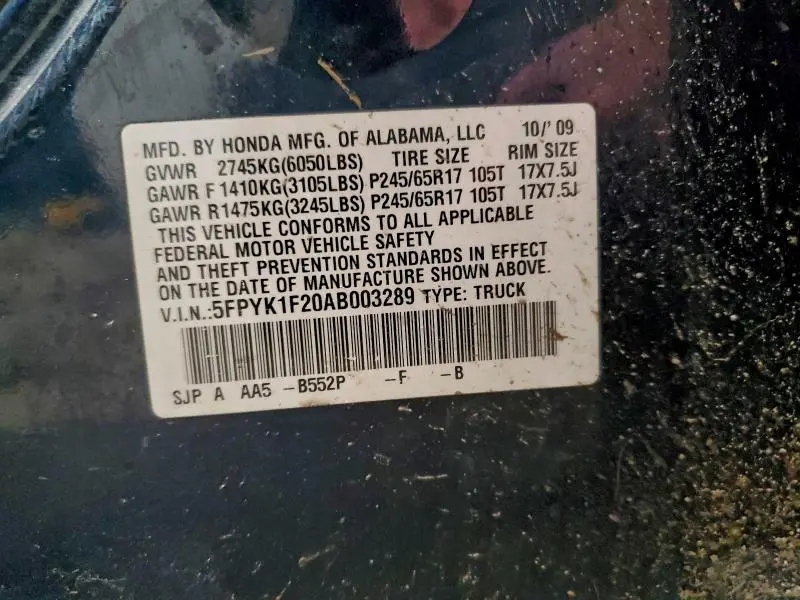 MFD. BY HONDA MFG. OF ALABAMA, LLC 10/'09
GVWR 2745KG(6050LBS) TIRE SIZE RIM SIZE
GAWR F 1410KG(3105LBS) P245/65R17 105T 17X7.5J
GAWR R1475KG(3245LBS) P245/65R17 105T 17X7.5J
THIS VEHICLE CONFORMS TO ALL APPLICABLE
FEDERAL MOTOR VEHICLE SAFETY
AND THEFT PREVENTION STANDARDS IN EFFECT
ON THE DATE OF MANUFACTURE SHOWN ABOVE.
V.I.N.:5FPYK1F20AB003289 TYPE: TRUCK
SJP A AA5 -B552P -F -B